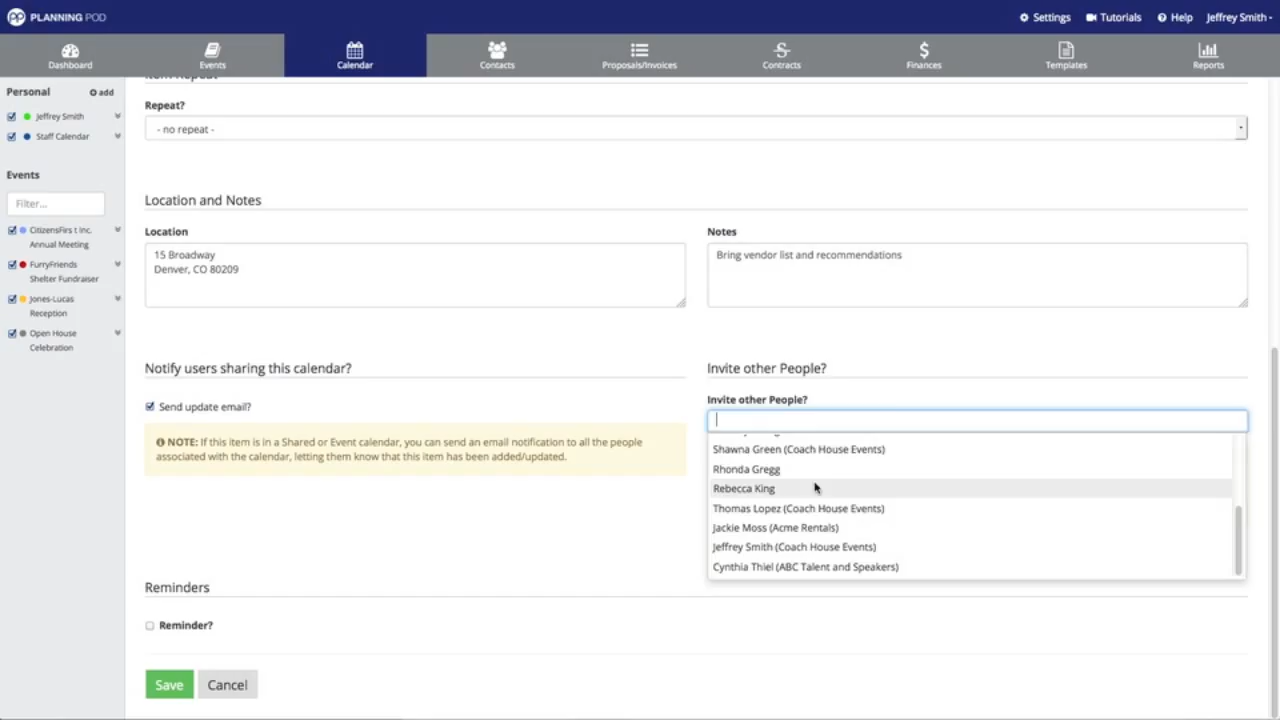 PP PLANNING POD
Settings Tutorials Help Jeffrey Smith
Dashboard Events Calendar Contacts Proposals/Invoices Contracts Finances Templates Reports
Personal add
Jeffrey Smith
Staff Calendar
Events
Filter...
CitizensFirs t Inc.
Annual Meeting
FurryFriends
Shelter Fundraiser
Jones-Lucas
Reception
Open House
Celebration
Item Repeat
Repeat?
- no repeat -
Location and Notes
Location
15 Broadway
Denver, CO 80209
Notes
Bring vendor list and recommendations
Notify users sharing this calendar?
Send update email?
NOTE: If this item is in a Shared or Event calendar, you can send an email notification to all the people
associated with the calendar, letting them know that this item has been added/updated.
Invite other People?
Invite other People?
Shawna Green (Coach House Events)
Rhonda Gregg
Rebecca King
Thomas Lopez (Coach House Events)
Jackie Moss (Acme Rentals)
Jeffrey Smith (Coach House Events)
Cynthia Thiel (ABC Talent and Speakers)
Reminders
Reminder?
Save Cancel